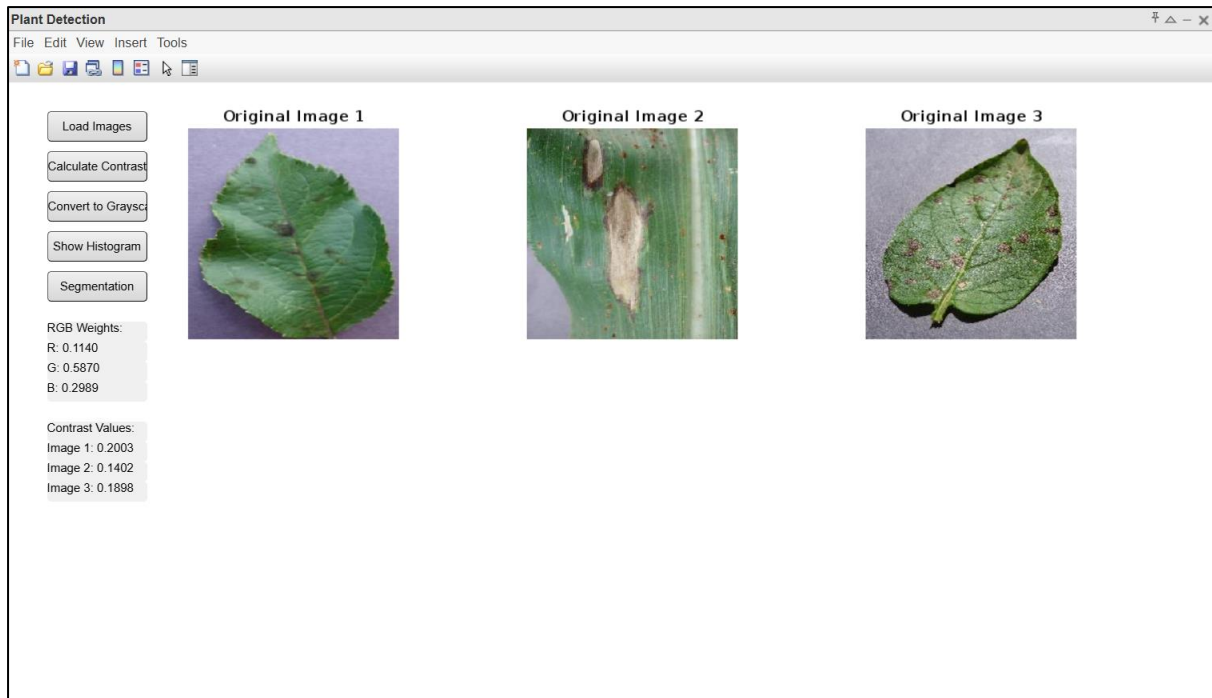 Plant Detection
File Edit View Insert Tools
Load Images
Calculate Contrast
Convert to Graysca
Show Histogram
Segmentation
RGB Weights:
R: 0.1140
G: 0.5870
B: 0.2989
Contrast Values:
Image 1: 0.2003
Image 2: 0.1402
Image 3: 0.1898
Original Image 1
Original Image 2
Original Image 3